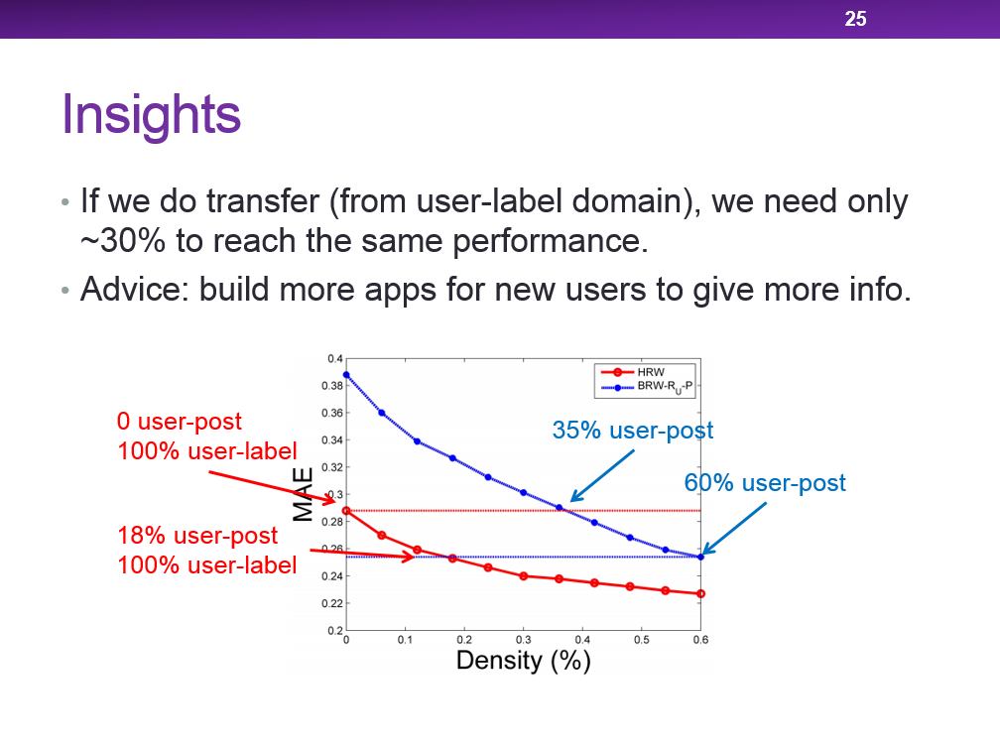 25
Insights
• If we do transfer (from user-label domain), we need only
~30% to reach the same performance.
• Advice: build more apps for new users to give more info.
0 user-post
100% user-label
18% user-post
100% user-label
35% user-post
60% user-post
HRW
BRW-R_U-P
MAE
0.4
0.38
0.36
0.34
0.32
0.3
0.28
0.26
0.24
0.22
0.2
0 0.1 0.2 0.3 0.4 0.5 0.6
Density (%)